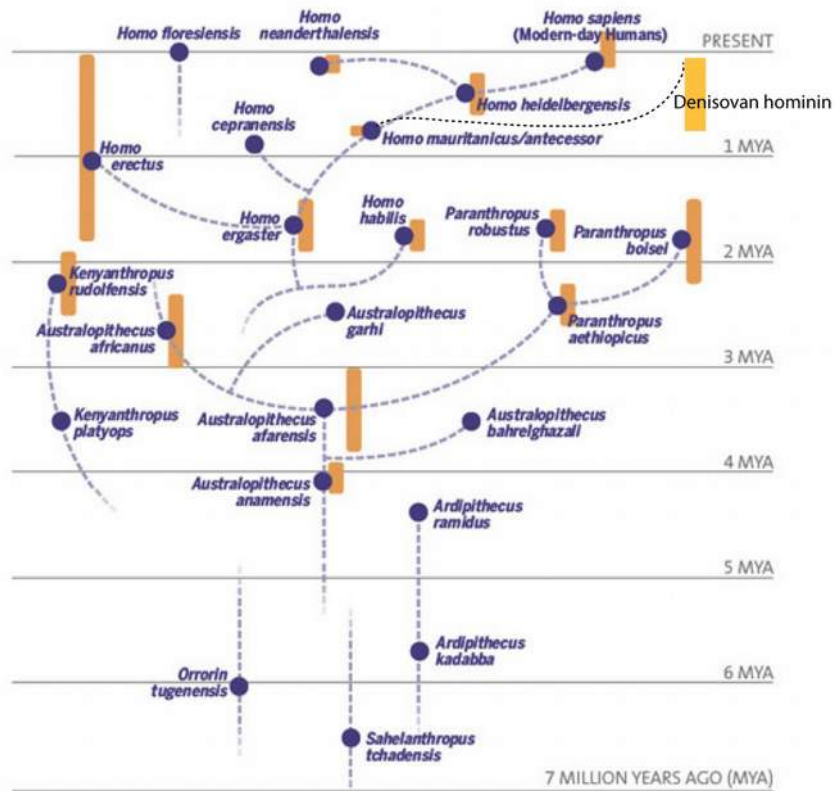 Homo floresiensis
Homo
neanderthalensis
Homo sapiens
(Modern-day Humans)
PRESENT
Denisovan hominin
Homo heidelbergensis
Homo
cepranensis
Homo mauritanicus/antecessor
1 MYA
Homo
erectus
Homo
ergaster
Homo
habilis
Paranthropus
robustus
Paranthropus
boisei
2 MYA
Kenyanthropus
rudolfensis
Australopithecus
africanus
Australopithecus
garhi
Paranthropus
aethiopicus
3 MYA
Kenyanthropus
platyops
Australopithecus
afarensis
Australopithecus
bahrelghazali
4 MYA
Australopithecus
anamensis
Ardipithecus
ramidus
5 MYA
Ardipithecus
kadabba
6 MYA
Orrorin
tugenensis
Sahelanthropus
tchadensis
7 MILLION YEARS AGO (MYA)